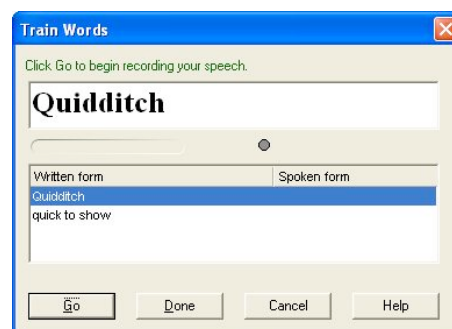 Train Words
Click Go to begin recording your speech.
Quidditch
Written form Spoken form
Quidditch
quick to show
Go Done Cancel Help